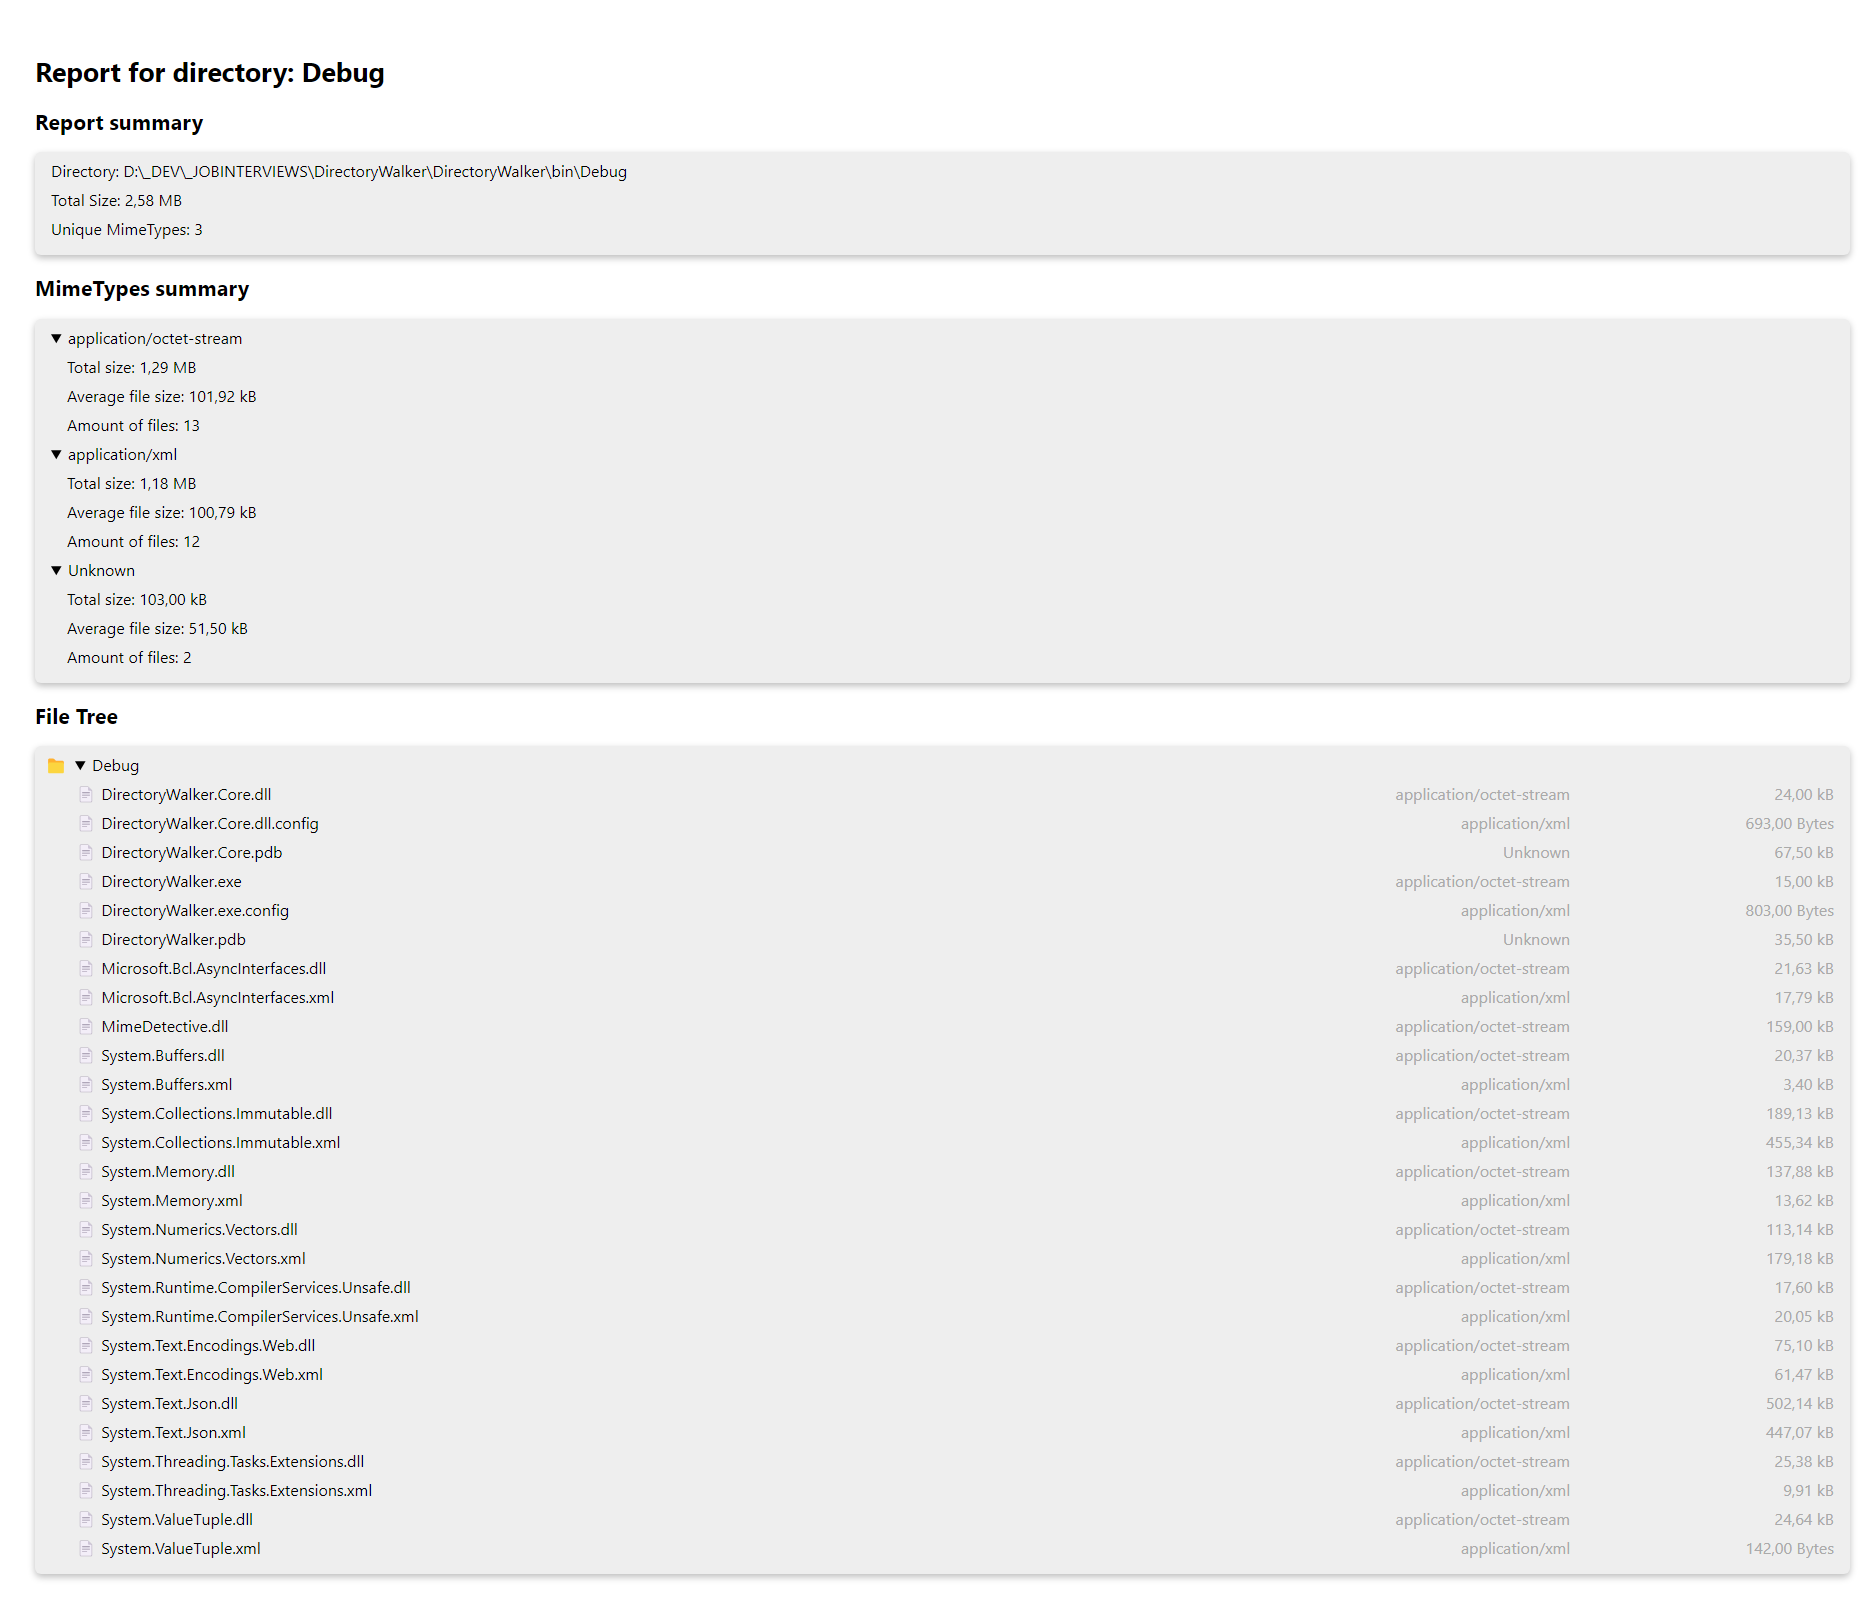 Report for directory: Debug
Report summary
Directory: D:\_DEV\_JOBINTERVIEWS\DirectoryWalker\DirectoryWalker\bin\Debug
Total Size: 2,58 MB
Unique MimeTypes: 3
MimeTypes summary
▼ application/octet-stream
Total size: 1,29 MB
Average file size: 101,92 kB
Amount of files: 13
▼ application/xml
Total size: 1,18 MB
Average file size: 100,79 kB
Amount of files: 12
▼ Unknown
Total size: 103,00 kB
Average file size: 51,50 kB
Amount of files: 2
File Tree
▼ Debug
DirectoryWalker.Core.dll application/octet-stream 24,00 kB
DirectoryWalker.Core.dll.config application/xml 693,00 Bytes
DirectoryWalker.Core.pdb Unknown 67,50 kB
DirectoryWalker.exe application/octet-stream 15,00 kB
DirectoryWalker.exe.config application/xml 803,00 Bytes
DirectoryWalker.pdb Unknown 35,50 kB
Microsoft.Bcl.AsyncInterfaces.dll application/octet-stream 21,63 kB
Microsoft.Bcl.AsyncInterfaces.xml application/xml 17,79 kB
MimeDetective.dll application/octet-stream 159,00 kB
System.Buffers.dll application/octet-stream 20,37 kB
System.Buffers.xml application/xml 3,40 kB
System.Collections.Immutable.dll application/octet-stream 189,13 kB
System.Collections.Immutable.xml application/xml 455,34 kB
System.Memory.dll application/octet-stream 137,88 kB
System.Memory.xml application/xml 13,62 kB
System.Numerics.Vectors.dll application/octet-stream 113,14 kB
System.Numerics.Vectors.xml application/xml 179,18 kB
System.Runtime.CompilerServices.Unsafe.dll application/octet-stream 17,60 kB
System.Runtime.CompilerServices.Unsafe.xml application/xml 20,05 kB
System.Text.Encodings.Web.dll application/octet-stream 75,10 kB
System.Text.Encodings.Web.xml application/xml 61,47 kB
System.Text.Json.dll application/octet-stream 502,14 kB
System.Text.Json.xml application/xml 447,07 kB
System.Threading.Tasks.Extensions.dll application/octet-stream 25,38 kB
System.Threading.Tasks.Extensions.xml application/xml 9,91 kB
System.ValueTuple.dll application/octet-stream 24,64 kB
System.ValueTuple.xml application/xml 142,00 Bytes